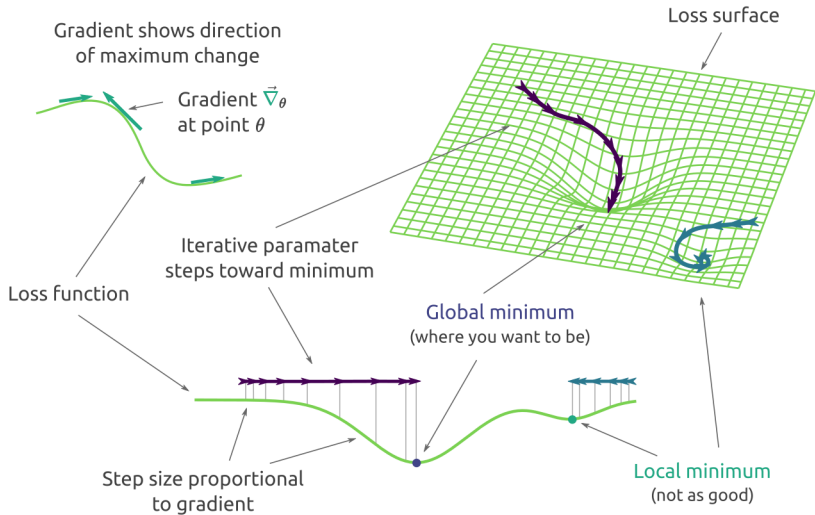 Gradient shows direction
of maximum change
Loss surface
Gradient ∇⃗θ
at point θ
Iterative paramater
steps toward minimum
Loss function
Global minimum
(where you want to be)
Step size proportional
to gradient
Local minimum
(not as good)